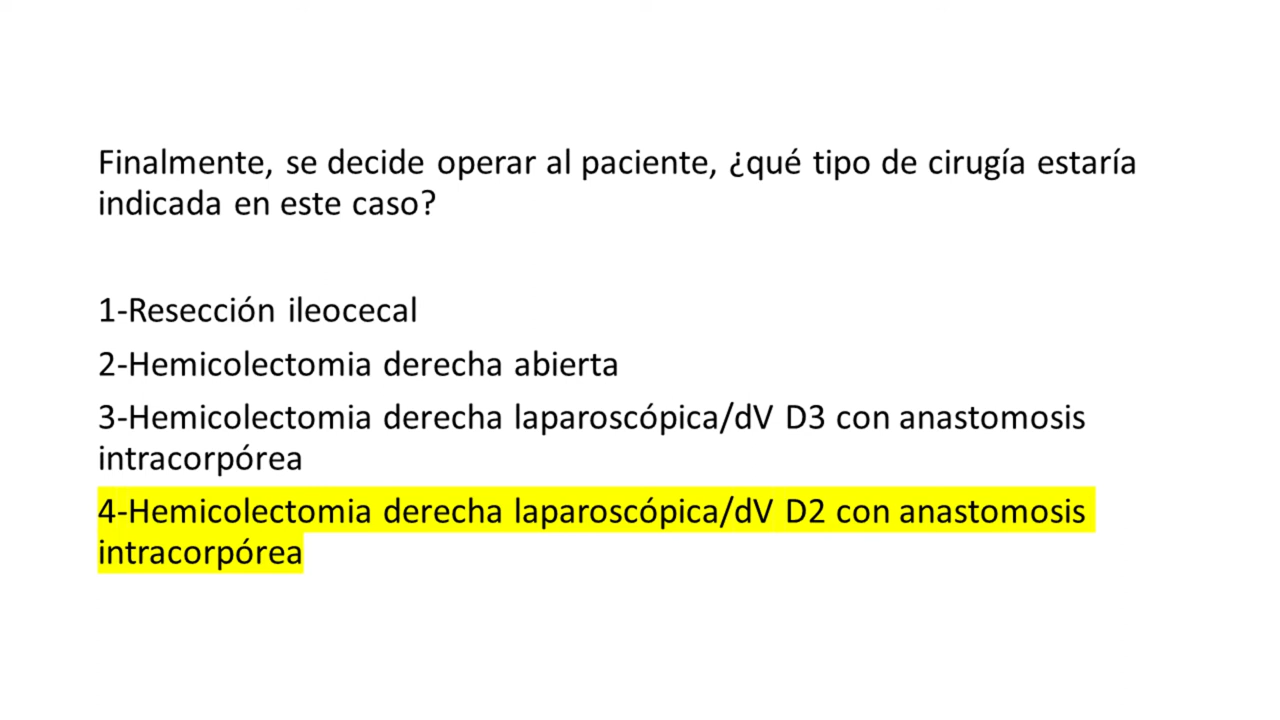 Finalmente, se decide operar al paciente, ¿qué tipo de cirugía estaría
indicada en este caso?
1-Resección ileocecal
2-Hemicolectomia derecha abierta
3-Hemicolectomia derecha laparoscópica/dV D3 con anastomosis
intracorpórea
4-Hemicolectomia derecha laparoscópica/dV D2 con anastomosis
intracorpórea